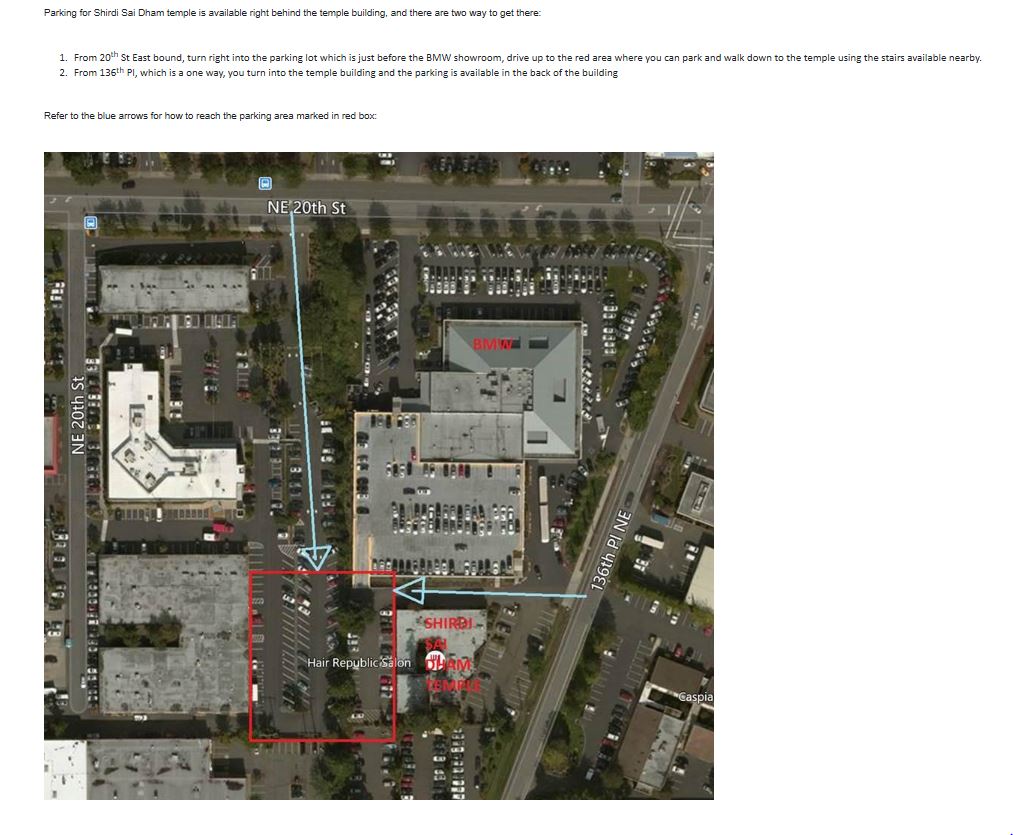 Parking for Shirdi Sai Dham temple is available right behind the temple building, and there are two way to get there:
1. From 20th St East bound, turn right into the parking lot which is just before the BMW showroom, drive up to the red area where you can park and walk down to the temple using the stairs available nearby.
2. From 136th Pl, which is a one way, you turn into the temple building and the parking is available in the back of the building
Refer to the blue arrows for how to reach the parking area marked in red box:
NE 20th St
BMW
NE 20th St
136th Pl NE
SHIRDI
SAI
Hair Republic Salon
DHAM
TEMPLE
Caspia